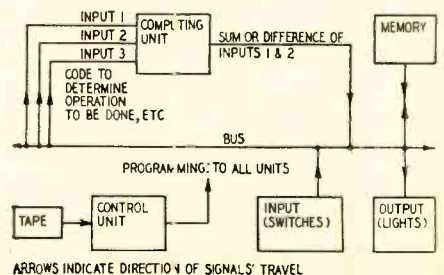 INPUT 1
INPUT 2
INPUT 3
COMPUTING
UNIT
SUM OR DIFFERENCE OF
INPUTS 1 & 2
MEMORY
CODE TO
DETERMINE
OPERATION
TO BE DONE, ETC
BUS
PROGRAMMING: TO ALL UNITS
TAPE
CONTROL
UNIT
INPUT
(SWITCHES)
OUTPUT
(LIGHTS)
ARROWS INDICATE DIRECTION OF SIGNALS' TRAVEL